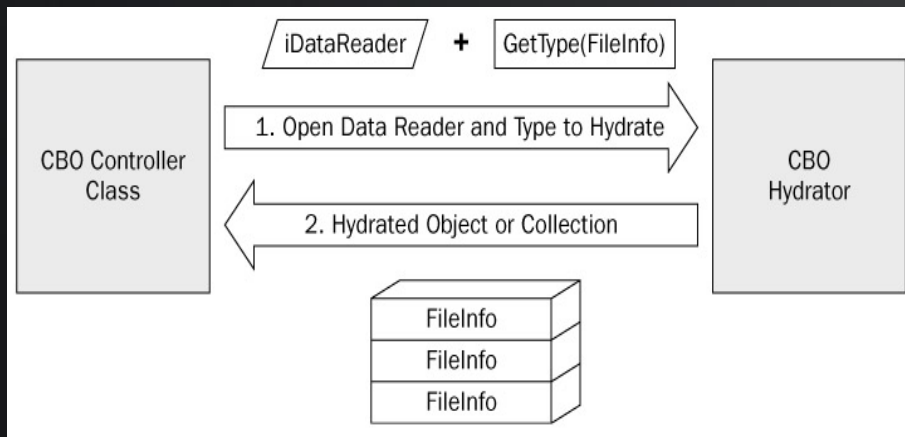 iDataReader + GetType(FileInfo)
CBO Controller
Class
1. Open Data Reader and Type to Hydrate
CBO
Hydrator
2. Hydrated Object or Collection
FileInfo
FileInfo
FileInfo